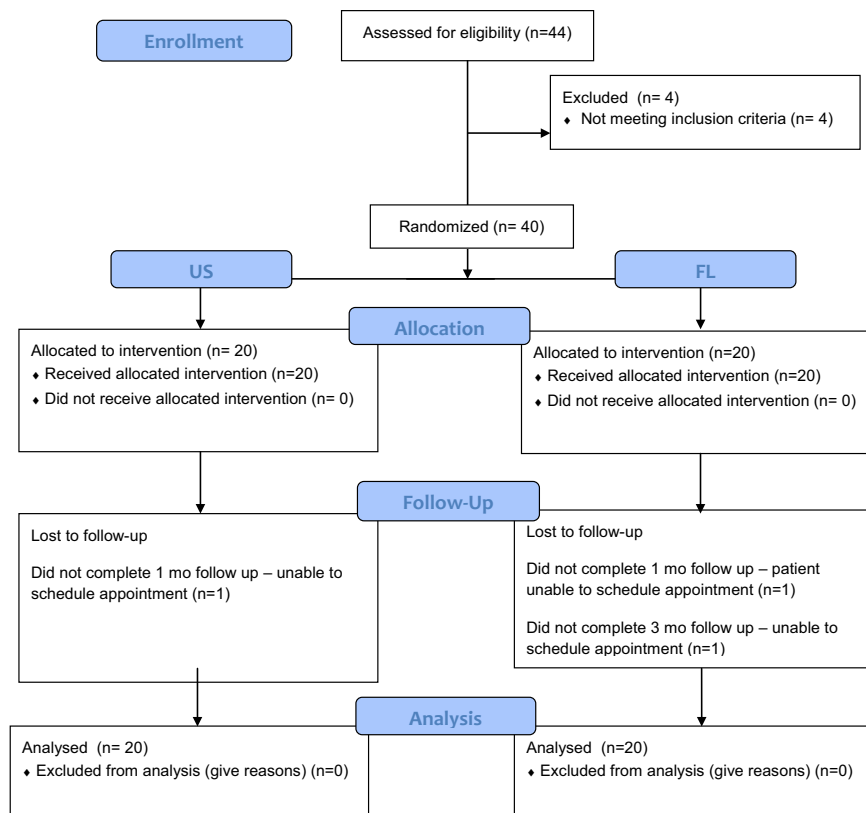 Enrollment
Assessed for eligibility (n=44)
Excluded (n= 4)
♦ Not meeting inclusion criteria (n= 4)
Randomized (n= 40)
US
FL
Allocation
Allocated to intervention (n= 20)
♦ Received allocated intervention (n=20)
♦ Did not receive allocated intervention (n= 0)
Allocated to intervention (n=20)
♦ Received allocated intervention (n=20)
♦ Did not receive allocated intervention (n= 0)
Follow-Up
Lost to follow-up
Did not complete 1 mo follow up – unable to
schedule appointment (n=1)
Lost to follow-up
Did not complete 1 mo follow up – patient
unable to schedule appointment (n=1)
Did not complete 3 mo follow up – unable to
schedule appointment (n=1)
Analysis
Analysed (n= 20)
♦ Excluded from analysis (give reasons) (n=0)
Analysed (n=20)
♦ Excluded from analysis (give reasons) (n=0)